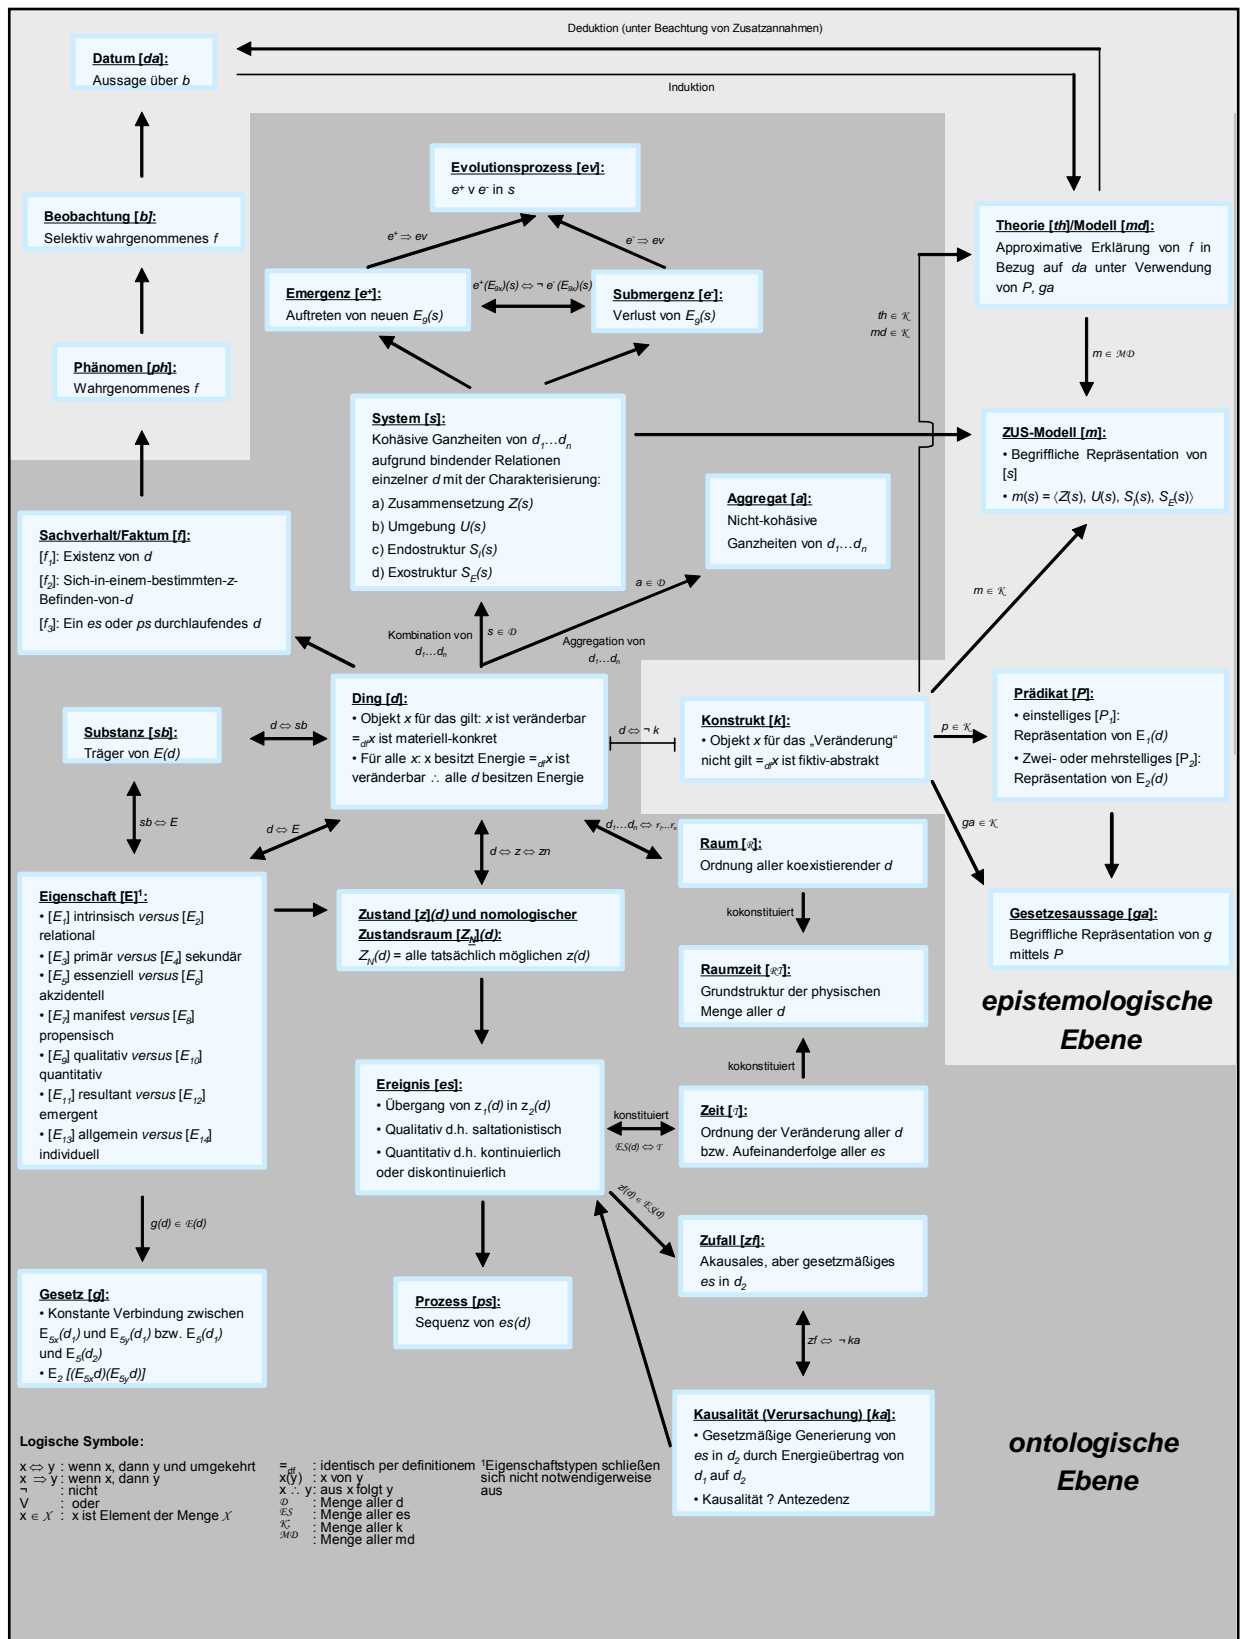 Deduktion (unter Beachtung von Zusatzannahmen)
Datum [da]:
Aussage über b
Induktion
Evolutionsprozess [ev]:
e⁺ v e⁻ in s
Beobachtung [b]:
Selektiv wahrgenommenes f
Theorie [th]/Modell [md]:
Approximative Erklärung von f in
Bezug auf da unter Verwendung
von P, ga
e⁺ ⇒ ev
e⁻ ⇒ ev
Emergenz [e⁺]:
Auftreten von neuen E₉(s)
e⁺(E₉ₓ)(s) ⇔ ¬ e⁻(E₉ₓ)(s)
Submergenz [e⁻]:
Verlust von E₉(s)
th ∈ 𝒦
md ∈ 𝒦
m ∈ ℳ𝒟
Phänomen [ph]:
Wahrgenommenes f
System [s]:
Kohäsive Ganzheiten von d₁…dₙ
aufgrund bindender Relationen
einzelner d mit der Charakterisierung:
a) Zusammensetzung Z(s)
b) Umgebung U(s)
c) Endostruktur S_I(s)
d) Exostruktur S_E(s)
ZUS-Modell [m]:
• Begriffliche Repräsentation von
[s]
• m(s) = ⟨Z(s), U(s), S_I(s), S_E(s)⟩
Aggregat [a]:
Nicht-kohäsive
Ganzheiten von d₁…dₙ
Sachverhalt/Faktum [f]:
[f₁]: Existenz von d
[f₂]: Sich-in-einem-bestimmten-z-
Befinden-von-d
[f₃]: Ein es oder ps durchlaufendes d
a ∈ 𝒟
m ∈ 𝒦
Kombination von
d₁…dₙ
s ∈ 𝒟
Aggregation von
d₁…dₙ
Ding [d]:
• Objekt x für das gilt: x ist veränderbar
=df x ist materiell-konkret
• Für alle x: x besitzt Energie =df x ist
veränderbar ∴ alle d besitzen Energie
Substanz [sb]:
Träger von E(d)
d ⇔ sb
d ⇔ ¬ k
Konstrukt [k]:
• Objekt x für das „Veränderung“
nicht gilt =df x ist fiktiv-abstrakt
p ∈ 𝒦
Prädikat [P]:
• einstelliges [P₁]:
Repräsentation von E₁(d)
• Zwei- oder mehrstelliges [P₂]:
Repräsentation von E₂(d)
sb ⇔ E
d ⇔ E
d ⇔ z ⇔ zn
d₁…dₙ ⇔ r₁…rₙ
ga ∈ 𝒦
Raum [ℛ]:
Ordnung aller koexistierender d
Eigenschaft [E]¹:
• [E₁] intrinsisch versus [E₂]
relational
• [E₃] primär versus [E₄] sekundär
• [E₅] essenziell versus [E₆]
akzidentell
• [E₇] manifest versus [E₈]
propensisch
• [E₉] qualitativ versus [E₁₀]
quantitativ
• [E₁₁] resultant versus [E₁₂]
emergent
• [E₁₃] allgemein versus [E₁₄]
individuell
Zustand [z](d) und nomologischer
Zustandsraum [Z_N](d):
Z_N(d) = alle tatsächlich möglichen z(d)
kokonstituiert
Gesetzesaussage [ga]:
Begriffliche Repräsentation von g
mittels P
Raumzeit [ℛ𝒯]:
Grundstruktur der physischen
Menge aller d
epistemologische
Ebene
kokonstituiert
Ereignis [es]:
• Übergang von z₁(d) in z₂(d)
• Qualitativ d.h. saltationistisch
• Quantitativ d.h. kontinuierlich
oder diskontinuierlich
konstituiert
ℰ𝒮(d) ⇔ 𝒯
Zeit [𝒯]:
Ordnung der Veränderung aller d
bzw. Aufeinanderfolge aller es
g(d) ∈ ℰ(d)
zf(d) ∈ ℰ𝒮(d)
Zufall [zf]:
Akausales, aber gesetzmäßiges
es in d₂
Gesetz [g]:
• Konstante Verbindung zwischen
E₅ₓ(d₁) und E₅y(d₁) bzw. E₅(d₁)
und E₅(d₂)
• E₂ [(E₅ₓd)(E₅yd)]
Prozess [ps]:
Sequenz von es(d)
zf ⇔ ¬ ka
Kausalität (Verursachung) [ka]:
• Gesetzmäßige Generierung von
es in d₂ durch Energieübertrag von
d₁ auf d₂
• Kausalität ? Antezedenz
ontologische
Ebene
Logische Symbole:
x ⇔ y : wenn x, dann y und umgekehrt
x ⇒ y : wenn x, dann y
¬ : nicht
V : oder
x ∈ 𝒳 : x ist Element der Menge 𝒳
=df : identisch per definitionem
x(y) : x von y
x ∴ y: aus x folgt y
𝒟 : Menge aller d
ℰ𝒮 : Menge aller es
𝒦 : Menge aller k
ℳ𝒟 : Menge aller md
¹Eigenschaftstypen schließen
sich nicht notwendigerweise
aus